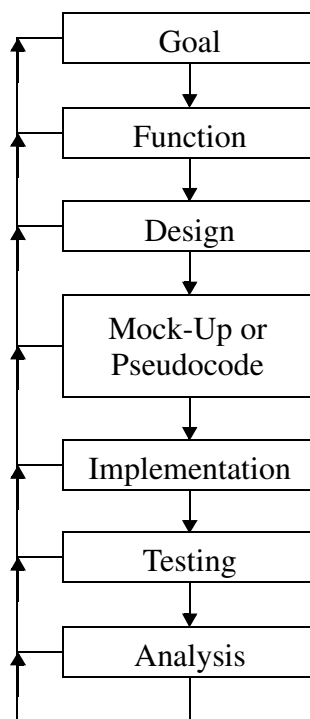 Goal
Function
Design
Mock-Up or
Pseudocode
Implementation
Testing
Analysis